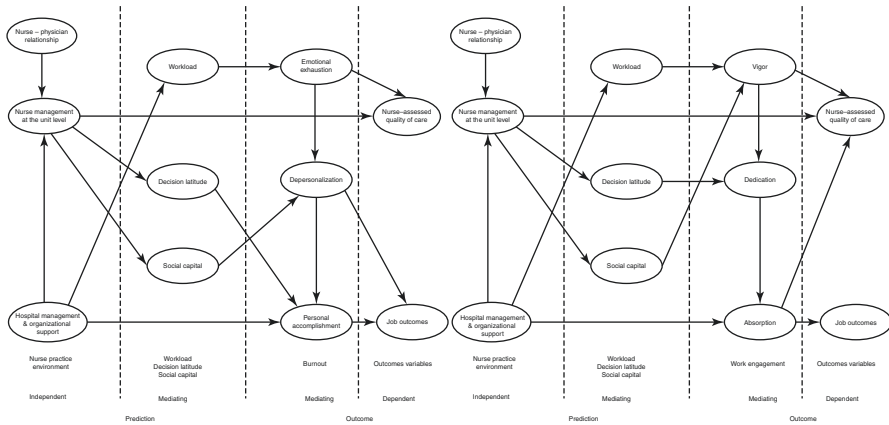 Nurse – physician
relationship
Workload
Emotional
exhaustion
Nurse management
at the unit level
Nurse–assessed
quality of care
Decision latitude
Depersonalization
Social capital
Hospital management
& organizational
support
Personal
accomplishment
Job outcomes
Nurse practice
environment
Workload
Decision latitude
Social capital
Burnout
Outcomes variables
Independent
Mediating
Mediating
Dependent
Prediction
Outcome
Nurse – physician
relationship
Workload
Vigor
Nurse management
at the unit level
Nurse–assessed
quality of care
Decision latitude
Dedication
Social capital
Hospital management
& organizational
support
Absorption
Job outcomes
Nurse practice
environment
Workload
Decision latitude
Social capital
Work engagement
Outcomes variables
Independent
Mediating
Mediating
Dependent
Prediction
Outcome